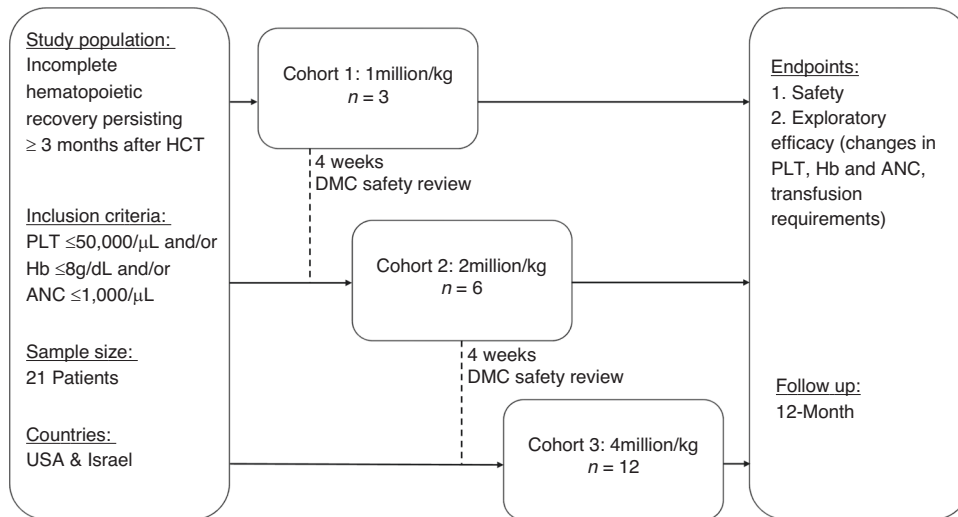 Study population:
Incomplete
hematopoietic
recovery persisting
≥ 3 months after HCT
Inclusion criteria:
PLT ≤50,000/μL and/or
Hb ≤8g/dL and/or
ANC ≤1,000/μL
Sample size:
21 Patients
Countries:
USA & Israel
Cohort 1: 1million/kg
n = 3
4 weeks
DMC safety review
Cohort 2: 2million/kg
n = 6
4 weeks
DMC safety review
Cohort 3: 4million/kg
n = 12
Endpoints:
1. Safety
2. Exploratory
efficacy (changes in
PLT, Hb and ANC,
transfusion
requirements)
Follow up:
12-Month